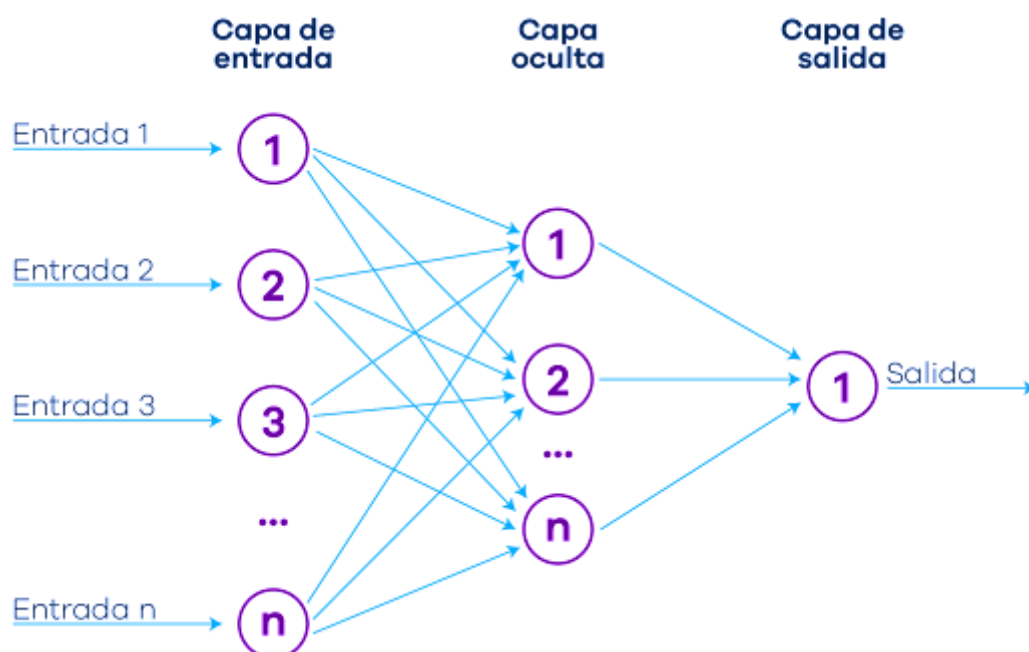 Capa de
entrada
Capa
oculta
Capa de
salida
Entrada 1
1
Entrada 2
2
Entrada 3
3
...
Entrada n
n
1
2
...
n
1
Salida